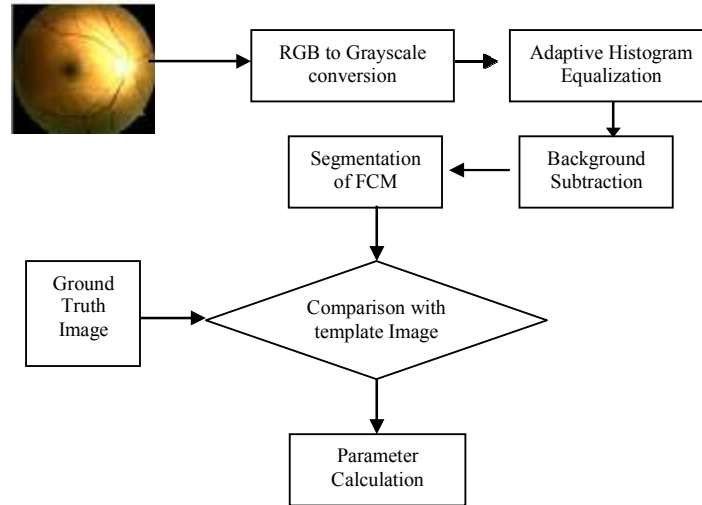 RGB to Grayscale
conversion
Adaptive Histogram
Equalization
Segmentation
of FCM
Background
Subtraction
Ground
Truth
Image
Comparison with
template Image
Parameter
Calculation